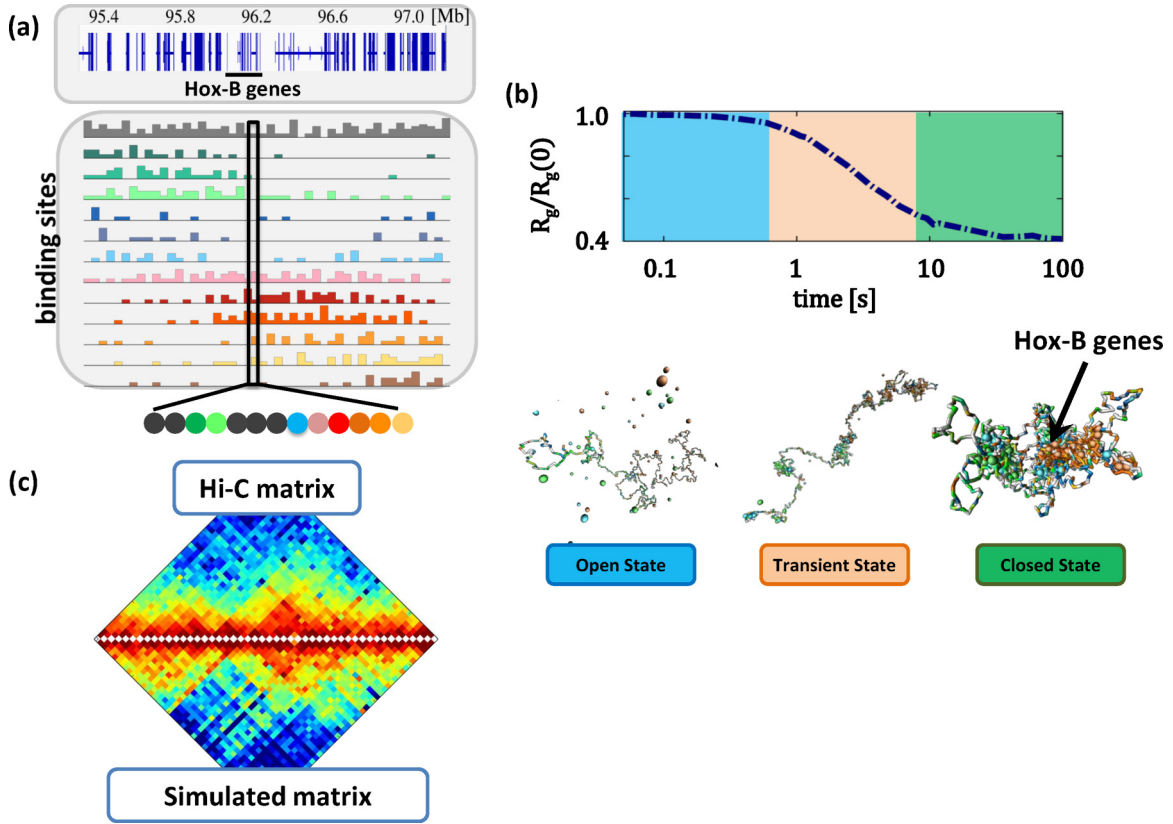 (a)
95.4 95.8 96.2 96.6 97.0 [Mb]
Hox-B genes
binding sites
(b)
1.0
0.4
R_g/R_g(0)
0.1 1 10 100
time [s]
Hox-B genes
Open State
Transient State
Closed State
(c)
Hi-C matrix
Simulated matrix